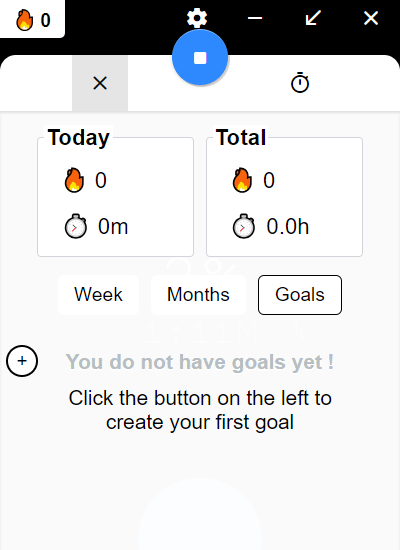 0
Today
Total
0
0
0m
0.0h
Week
Months
Goals
You do not have goals yet !
Click the button on the left to
create your first goal